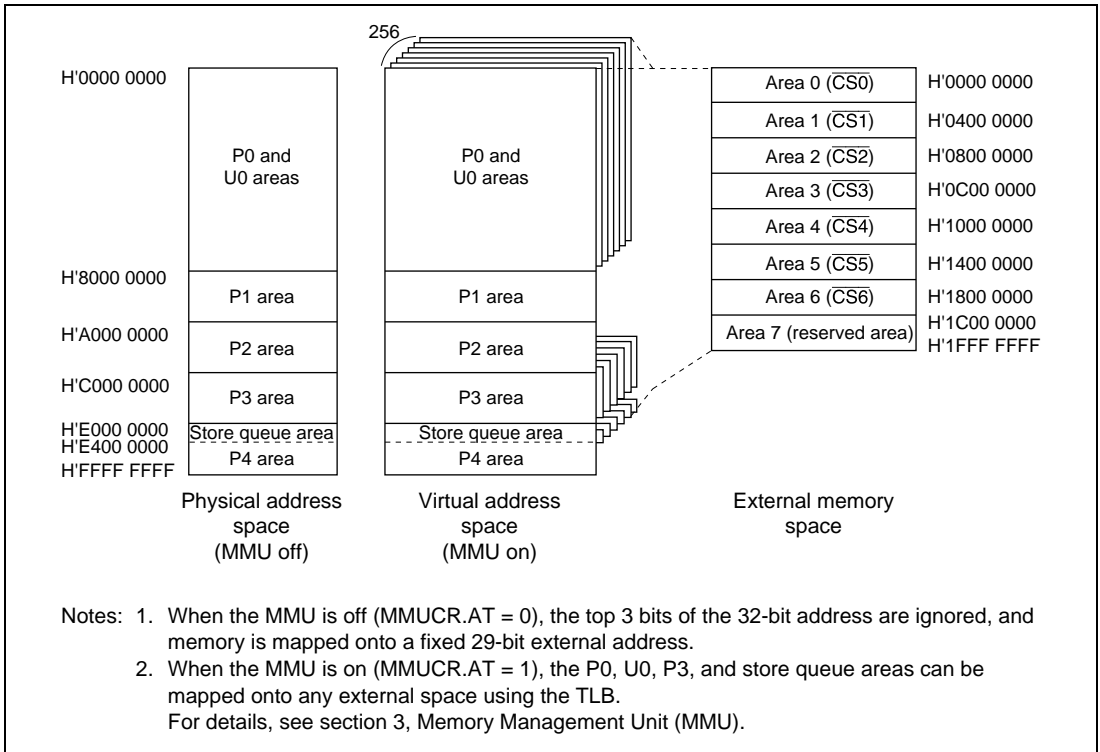 256
H'0000 0000
P0 and
U0 areas
H'8000 0000
P1 area
H'A000 0000
P2 area
H'C000 0000
P3 area
H'E000 0000
Store queue area
H'E400 0000
P4 area
H'FFFF FFFF
Physical address
space
(MMU off)
P0 and
U0 areas
P1 area
P2 area
P3 area
Store queue area
P4 area
Virtual address
space
(MMU on)
Area 0 (CS0) H'0000 0000
Area 1 (CS1) H'0400 0000
Area 2 (CS2) H'0800 0000
Area 3 (CS3) H'0C00 0000
Area 4 (CS4) H'1000 0000
Area 5 (CS5) H'1400 0000
Area 6 (CS6) H'1800 0000
H'1C00 0000
Area 7 (reserved area)
H'1FFF FFFF
External memory
space
Notes: 1. When the MMU is off (MMUCR.AT = 0), the top 3 bits of the 32-bit address are ignored, and
memory is mapped onto a fixed 29-bit external address.
2. When the MMU is on (MMUCR.AT = 1), the P0, U0, P3, and store queue areas can be
mapped onto any external space using the TLB.
For details, see section 3, Memory Management Unit (MMU).